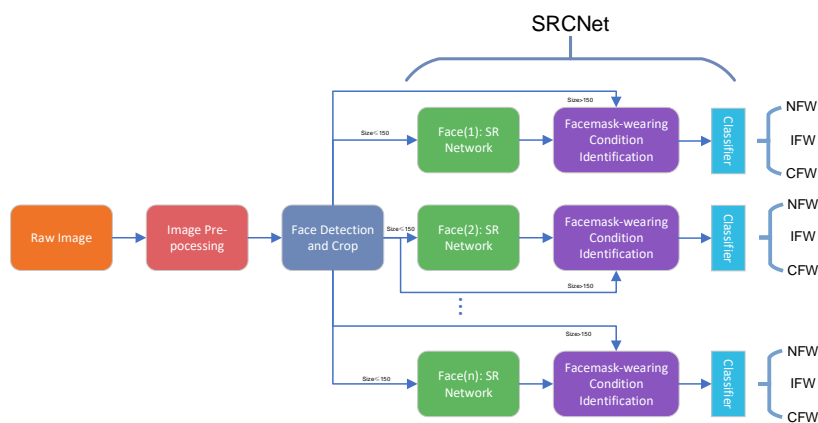 SRCNet
Size>150
NFW
Size≤150
Face(1): SR
Network
Facemask-wearing
Condition
Identification
Classifier
IFW
CFW
Raw Image
Image Pre-
pocessing
Face Detection
and Crop
Size≤150
Face(2): SR
Network
Facemask-wearing
Condition
Identification
Classifier
NFW
IFW
CFW
Size>150
⋮
Size>150
Size≤150
Face(n): SR
Network
Facemask-wearing
Condition
Identification
Classifier
NFW
IFW
CFW